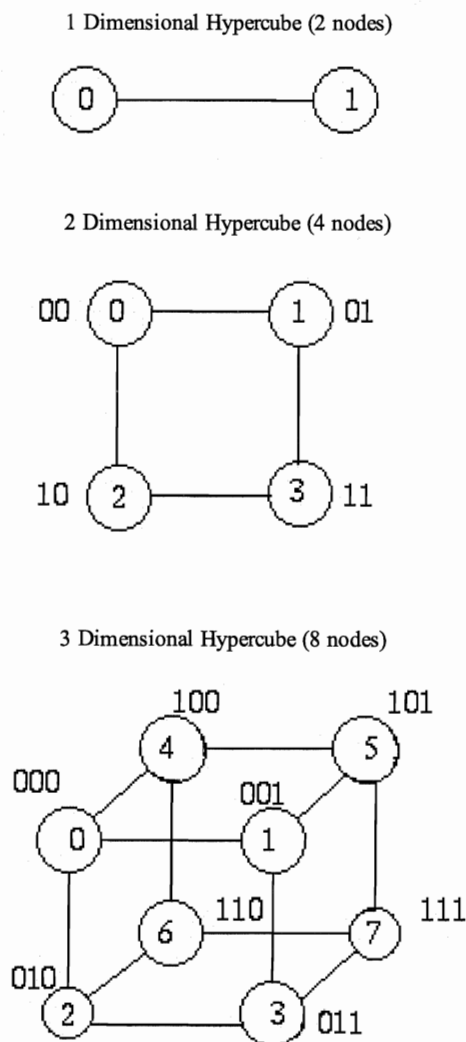 1 Dimensional Hypercube (2 nodes)
0 1
2 Dimensional Hypercube (4 nodes)
00 0 1 01
10 2 3 11
3 Dimensional Hypercube (8 nodes)
100 101
4 5
000 001
0 1
110 111
6 7
010
2 3 011